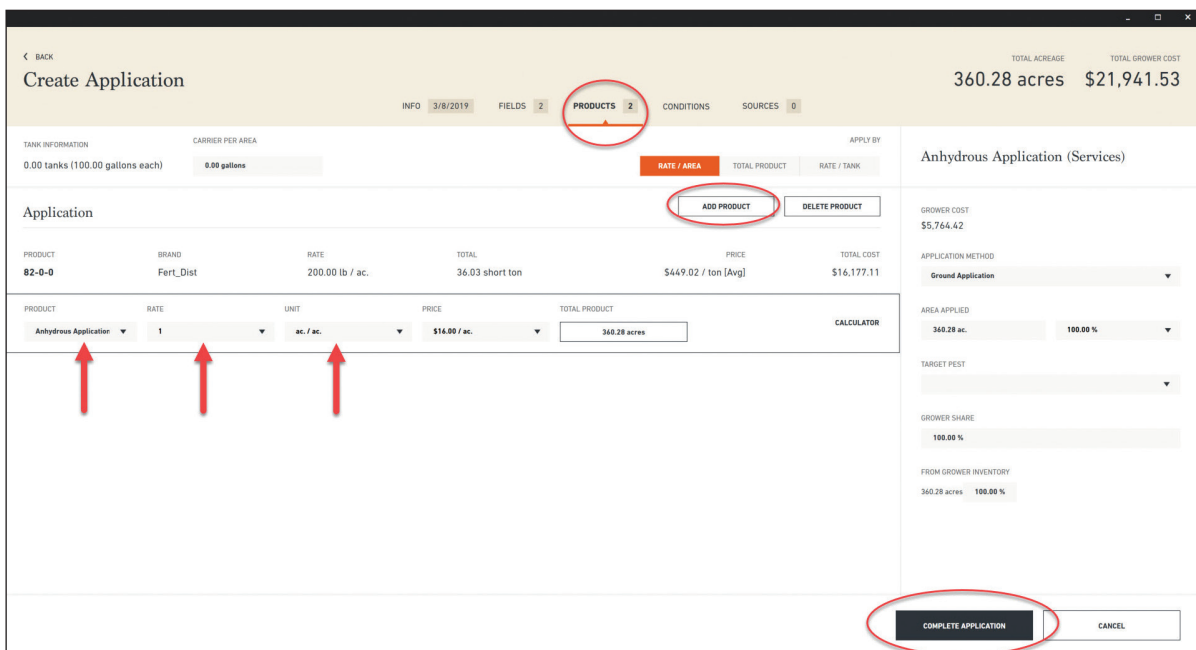 BACK
Create Application
TOTAL ACREAGE TOTAL GROWER COST
360.28 acres $21,941.53
INFO 3/8/2019 FIELDS 2 PRODUCTS 2 CONDITIONS SOURCES 0
TANK INFORMATION CARRIER PER AREA APPLY BY
0.00 tanks (100.00 gallons each) 0.00 gallons RATE / AREA TOTAL PRODUCT RATE / TANK
Application ADD PRODUCT DELETE PRODUCT
PRODUCT BRAND RATE TOTAL PRICE TOTAL COST
82-0-0 Fert_Dist 200.00 lb / ac. 36.03 short ton $449.02 / ton [Avg] $16,177.11
PRODUCT RATE UNIT PRICE TOTAL PRODUCT
Anhydrous Application 1 ac. / ac. $16.00 / ac. 360.28 acres CALCULATOR
Anhydrous Application (Services)
GROWER COST
$5,764.42
APPLICATION METHOD
Ground Application
AREA APPLIED
360.28 ac. 100.00 %
TARGET PEST
GROWER SHARE
100.00 %
FROM GROWER INVENTORY
360.28 acres 100.00 %
COMPLETE APPLICATION CANCEL